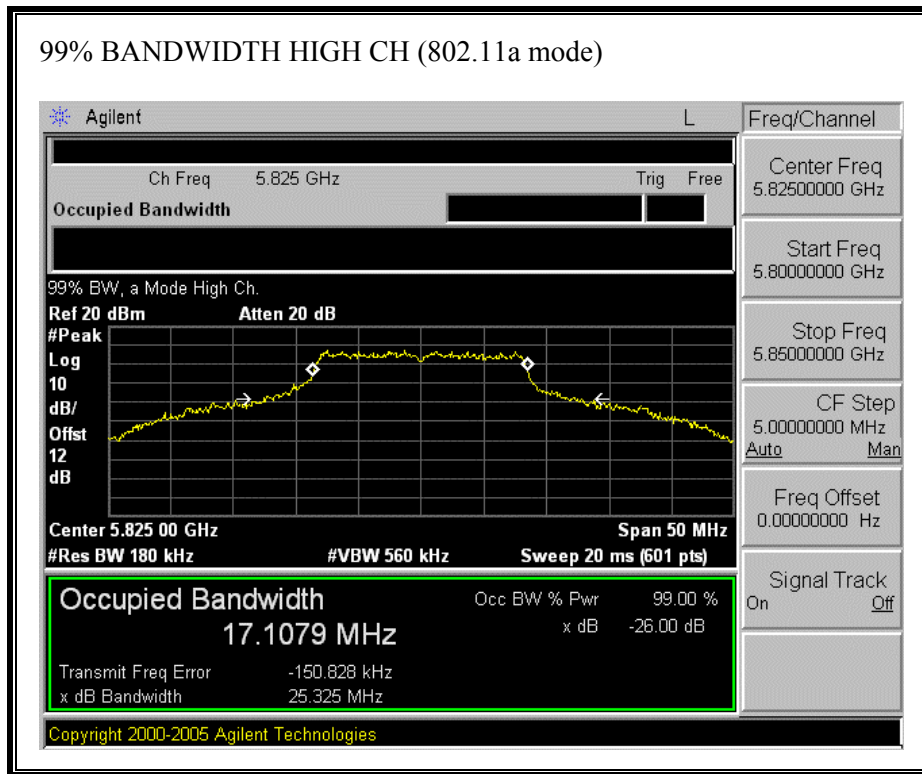 99% BANDWIDTH HIGH CH (802.11a mode)
Agilent L
Freq/Channel
Ch Freq 5.825 GHz Trig Free
Occupied Bandwidth
Center Freq
5.82500000 GHz
Start Freq
5.80000000 GHz
99% BW, a Mode High Ch.
Ref 20 dBm Atten 20 dB
#Peak
Log
10
dB/
Offst
12
dB
Stop Freq
5.85000000 GHz
CF Step
5.00000000 MHz
Auto Man
Freq Offset
0.00000000 Hz
Center 5.825 00 GHz Span 50 MHz
#Res BW 180 kHz #VBW 560 kHz Sweep 20 ms (601 pts)
Signal Track
On Off
Occupied Bandwidth Occ BW % Pwr 99.00 %
17.1079 MHz x dB -26.00 dB
Transmit Freq Error -150.828 kHz
x dB Bandwidth 25.325 MHz
Copyright 2000-2005 Agilent Technologies